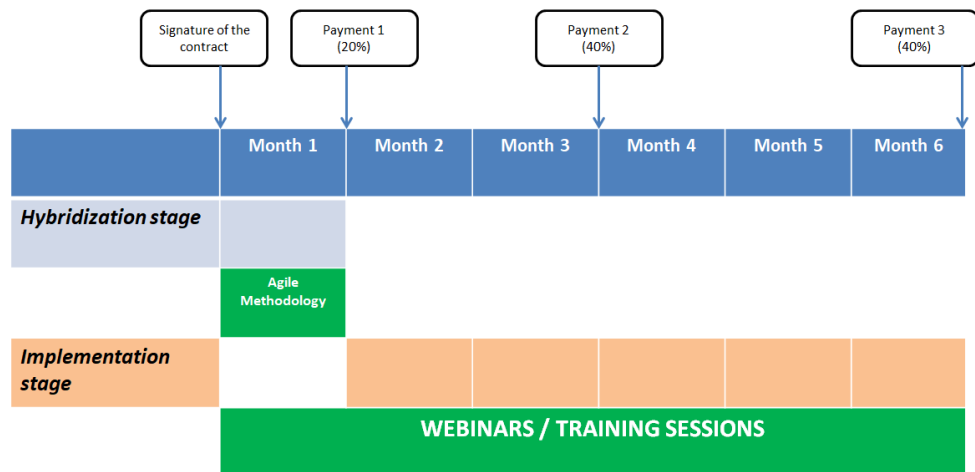 Signature of the
contract
Payment 1
(20%)
Payment 2
(40%)
Payment 3
(40%)
Month 1
Month 2
Month 3
Month 4
Month 5
Month 6
Hybridization stage
Agile
Methodology
Implementation
stage
WEBINARS / TRAINING SESSIONS